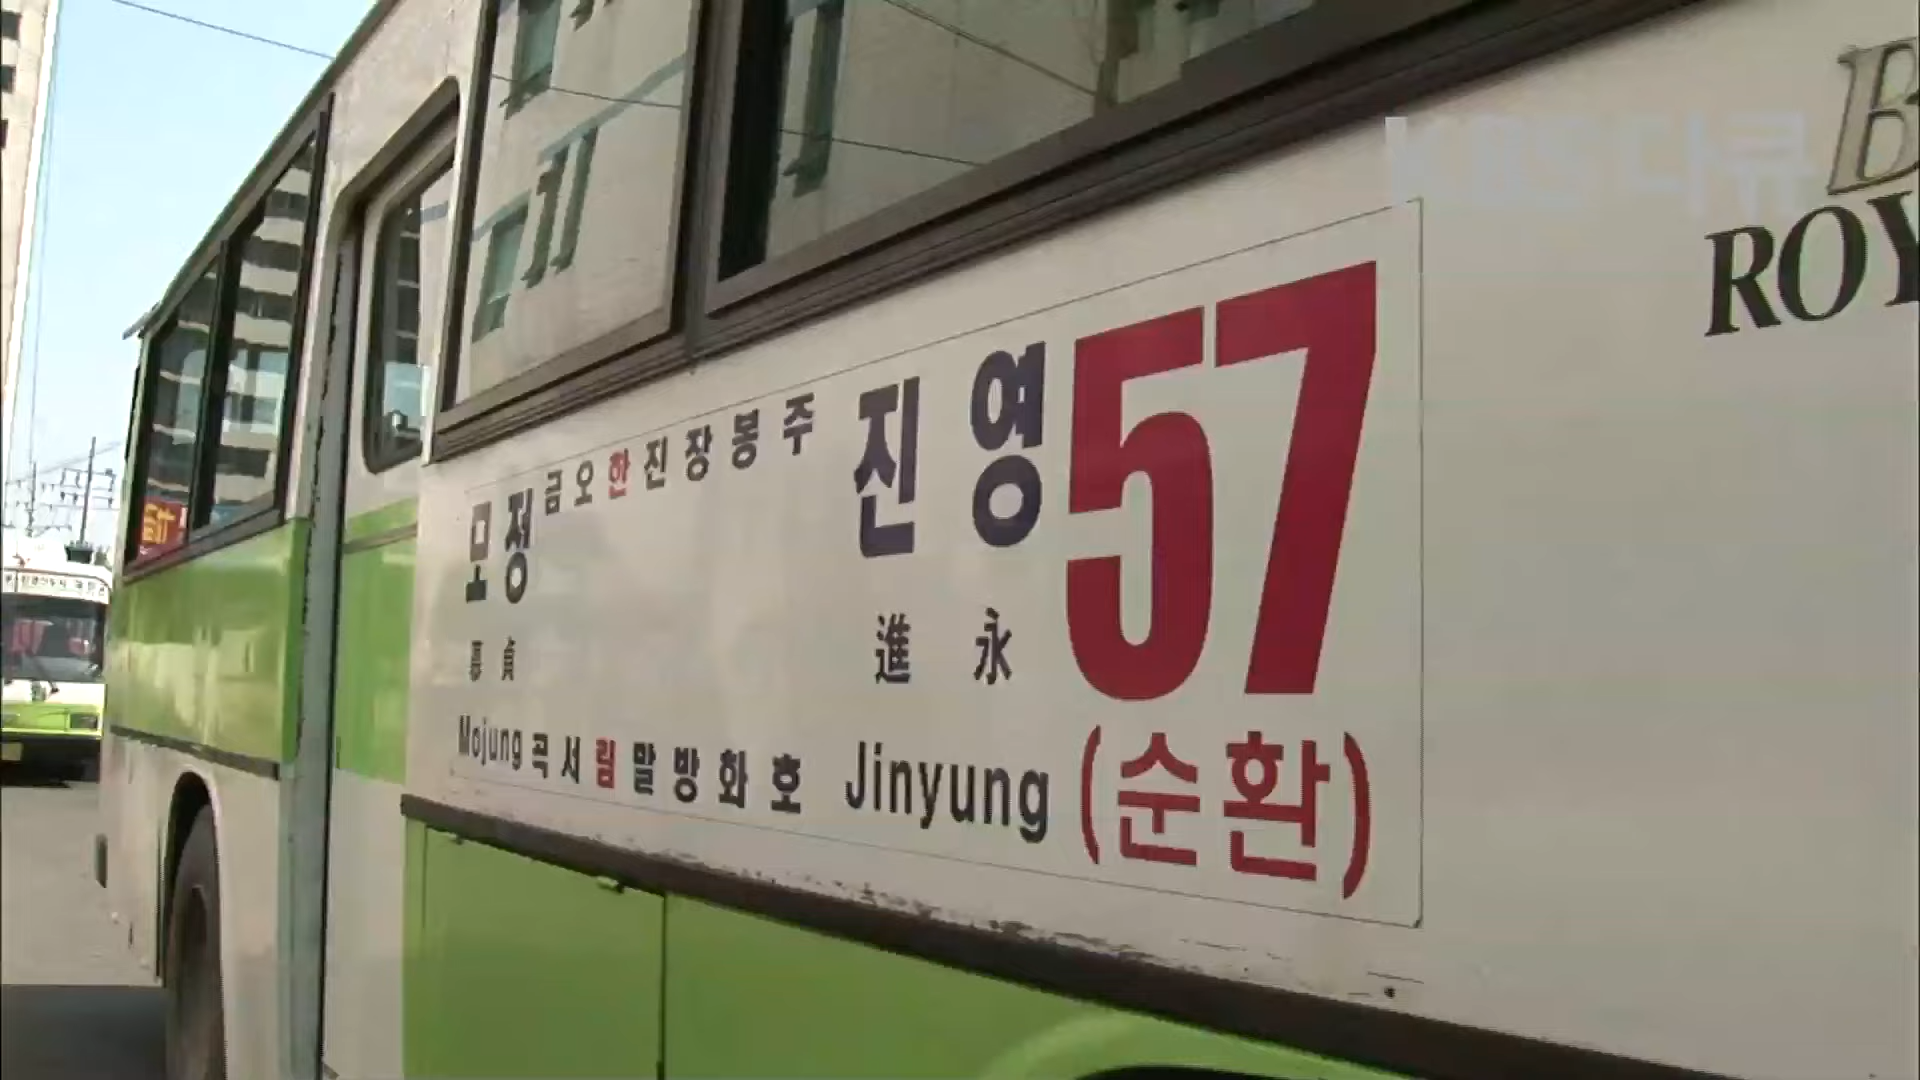 KBS 다큐
ROY
57
모정 진영
금오한진장봉주
貞 進永
Mojung Jinyung
곡서림말방화호
(순환)